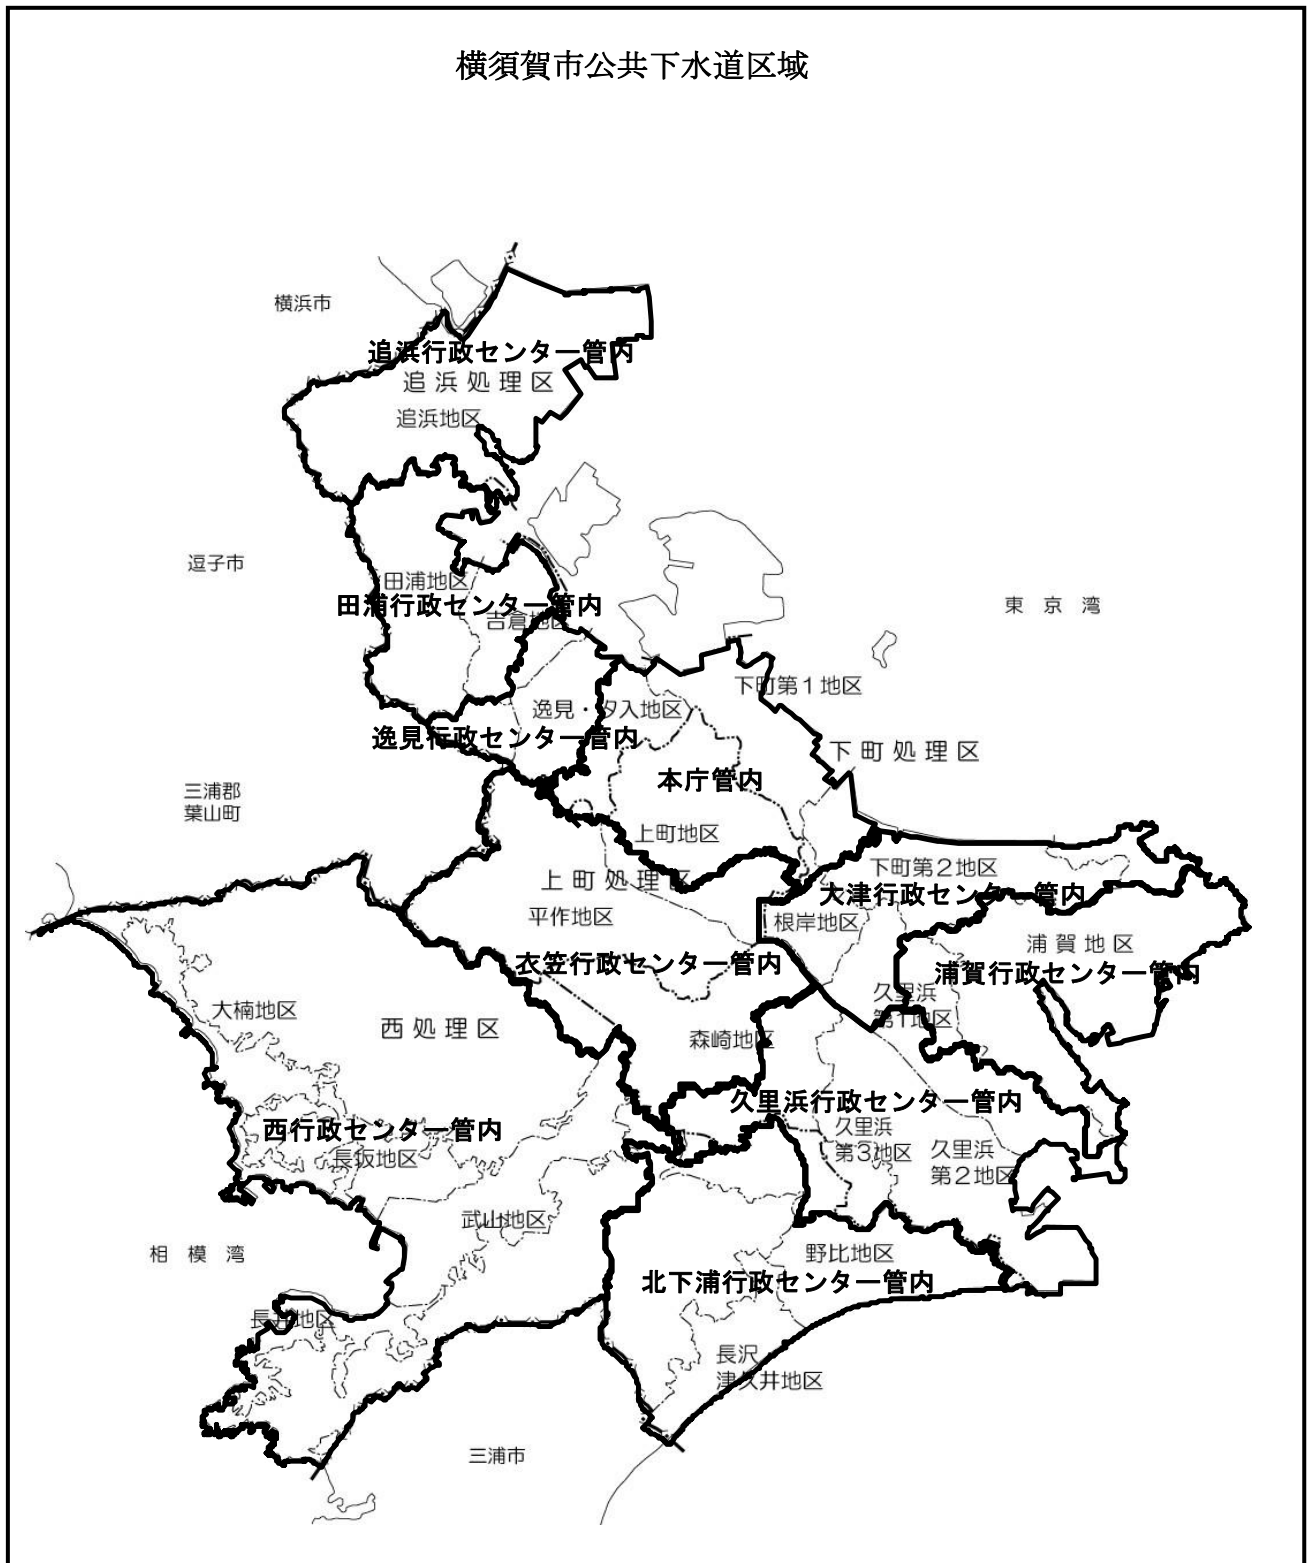 横須賀市公共下水道区域
横浜市
追浜行政センター管内
追浜処理区
追浜地区
逗子市
田浦地区
田浦行政センター管内
吉倉地区
東京湾
下町第1地区
逸見・汐入地区
逸見行政センター管内
下町処理区
本庁管内
三浦郡
葉山町
上町地区
下町第2地区
上町処理区
大津行政センター管内
平作地区
根岸地区
浦賀地区
衣笠行政センター管内
浦賀行政センター管内
久里浜
第1地区
大楠地区
西処理区
森崎地区
久里浜行政センター管内
西行政センター管内
久里浜
第3地区
久里浜
第2地区
長坂地区
武山地区
相模湾
野比地区
北下浦行政センター管内
長井地区
長沢
津久井地区
三浦市